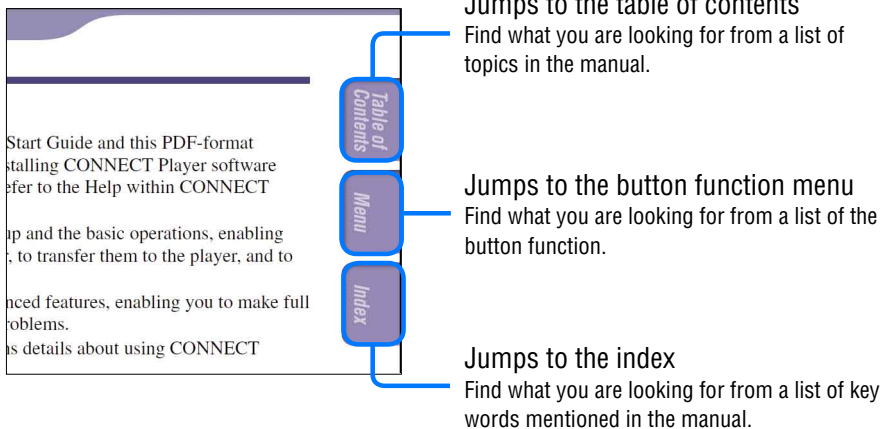 Jumps to the table of contents
Find what you are looking for from a list of
topics in the manual.
Table of
Contents
Start Guide and this PDF-format
stalling CONNECT Player software
efer to the Help within CONNECT
Menu
Jumps to the button function menu
Find what you are looking for from a list of the
button function.
up and the basic operations, enabling
, to transfer them to the player, and to
Index
nced features, enabling you to make full
roblems.
ns details about using CONNECT
Jumps to the index
Find what you are looking for from a list of key
words mentioned in the manual.